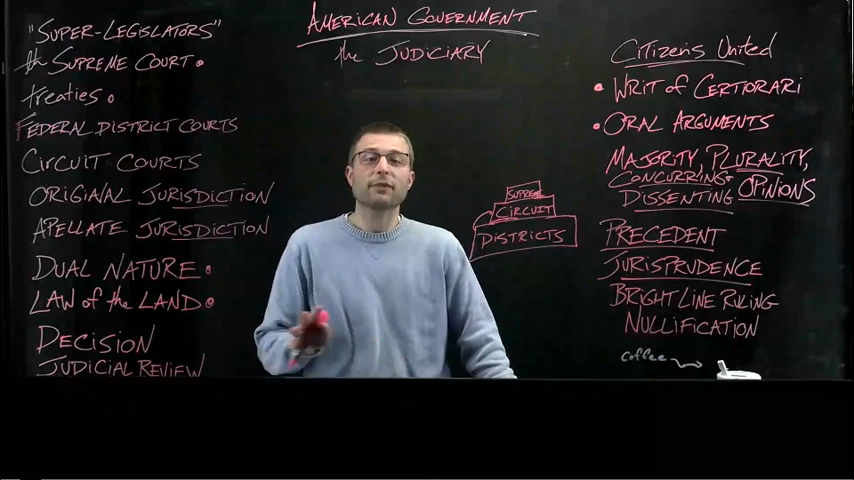 AMERICAN GOVERNMENT
the JUDICIARY
"SUPER-LEGISLATORS"
the SUPREME COURT •
treaties •
FEDERAL DISTRICT COURTS
CIRCUIT COURTS
ORIGINAL JURISDICTION
APELLATE JURISDICTION
DUAL NATURE •
LAW of the LAND •
DECISION
JUDICIAL REVIEW
SUPREME
CIRCUIT
DISTRICTS
Citizens United
• WRIT of CERTIORARI
• ORAL ARGUMENTS
MAJORITY, PLURALITY,
CONCURRING,
DISSENTING OPINIONS
PRECEDENT
JURISPRUDENCE
BRIGHT LINE RULING
NULLIFICATION
coffee